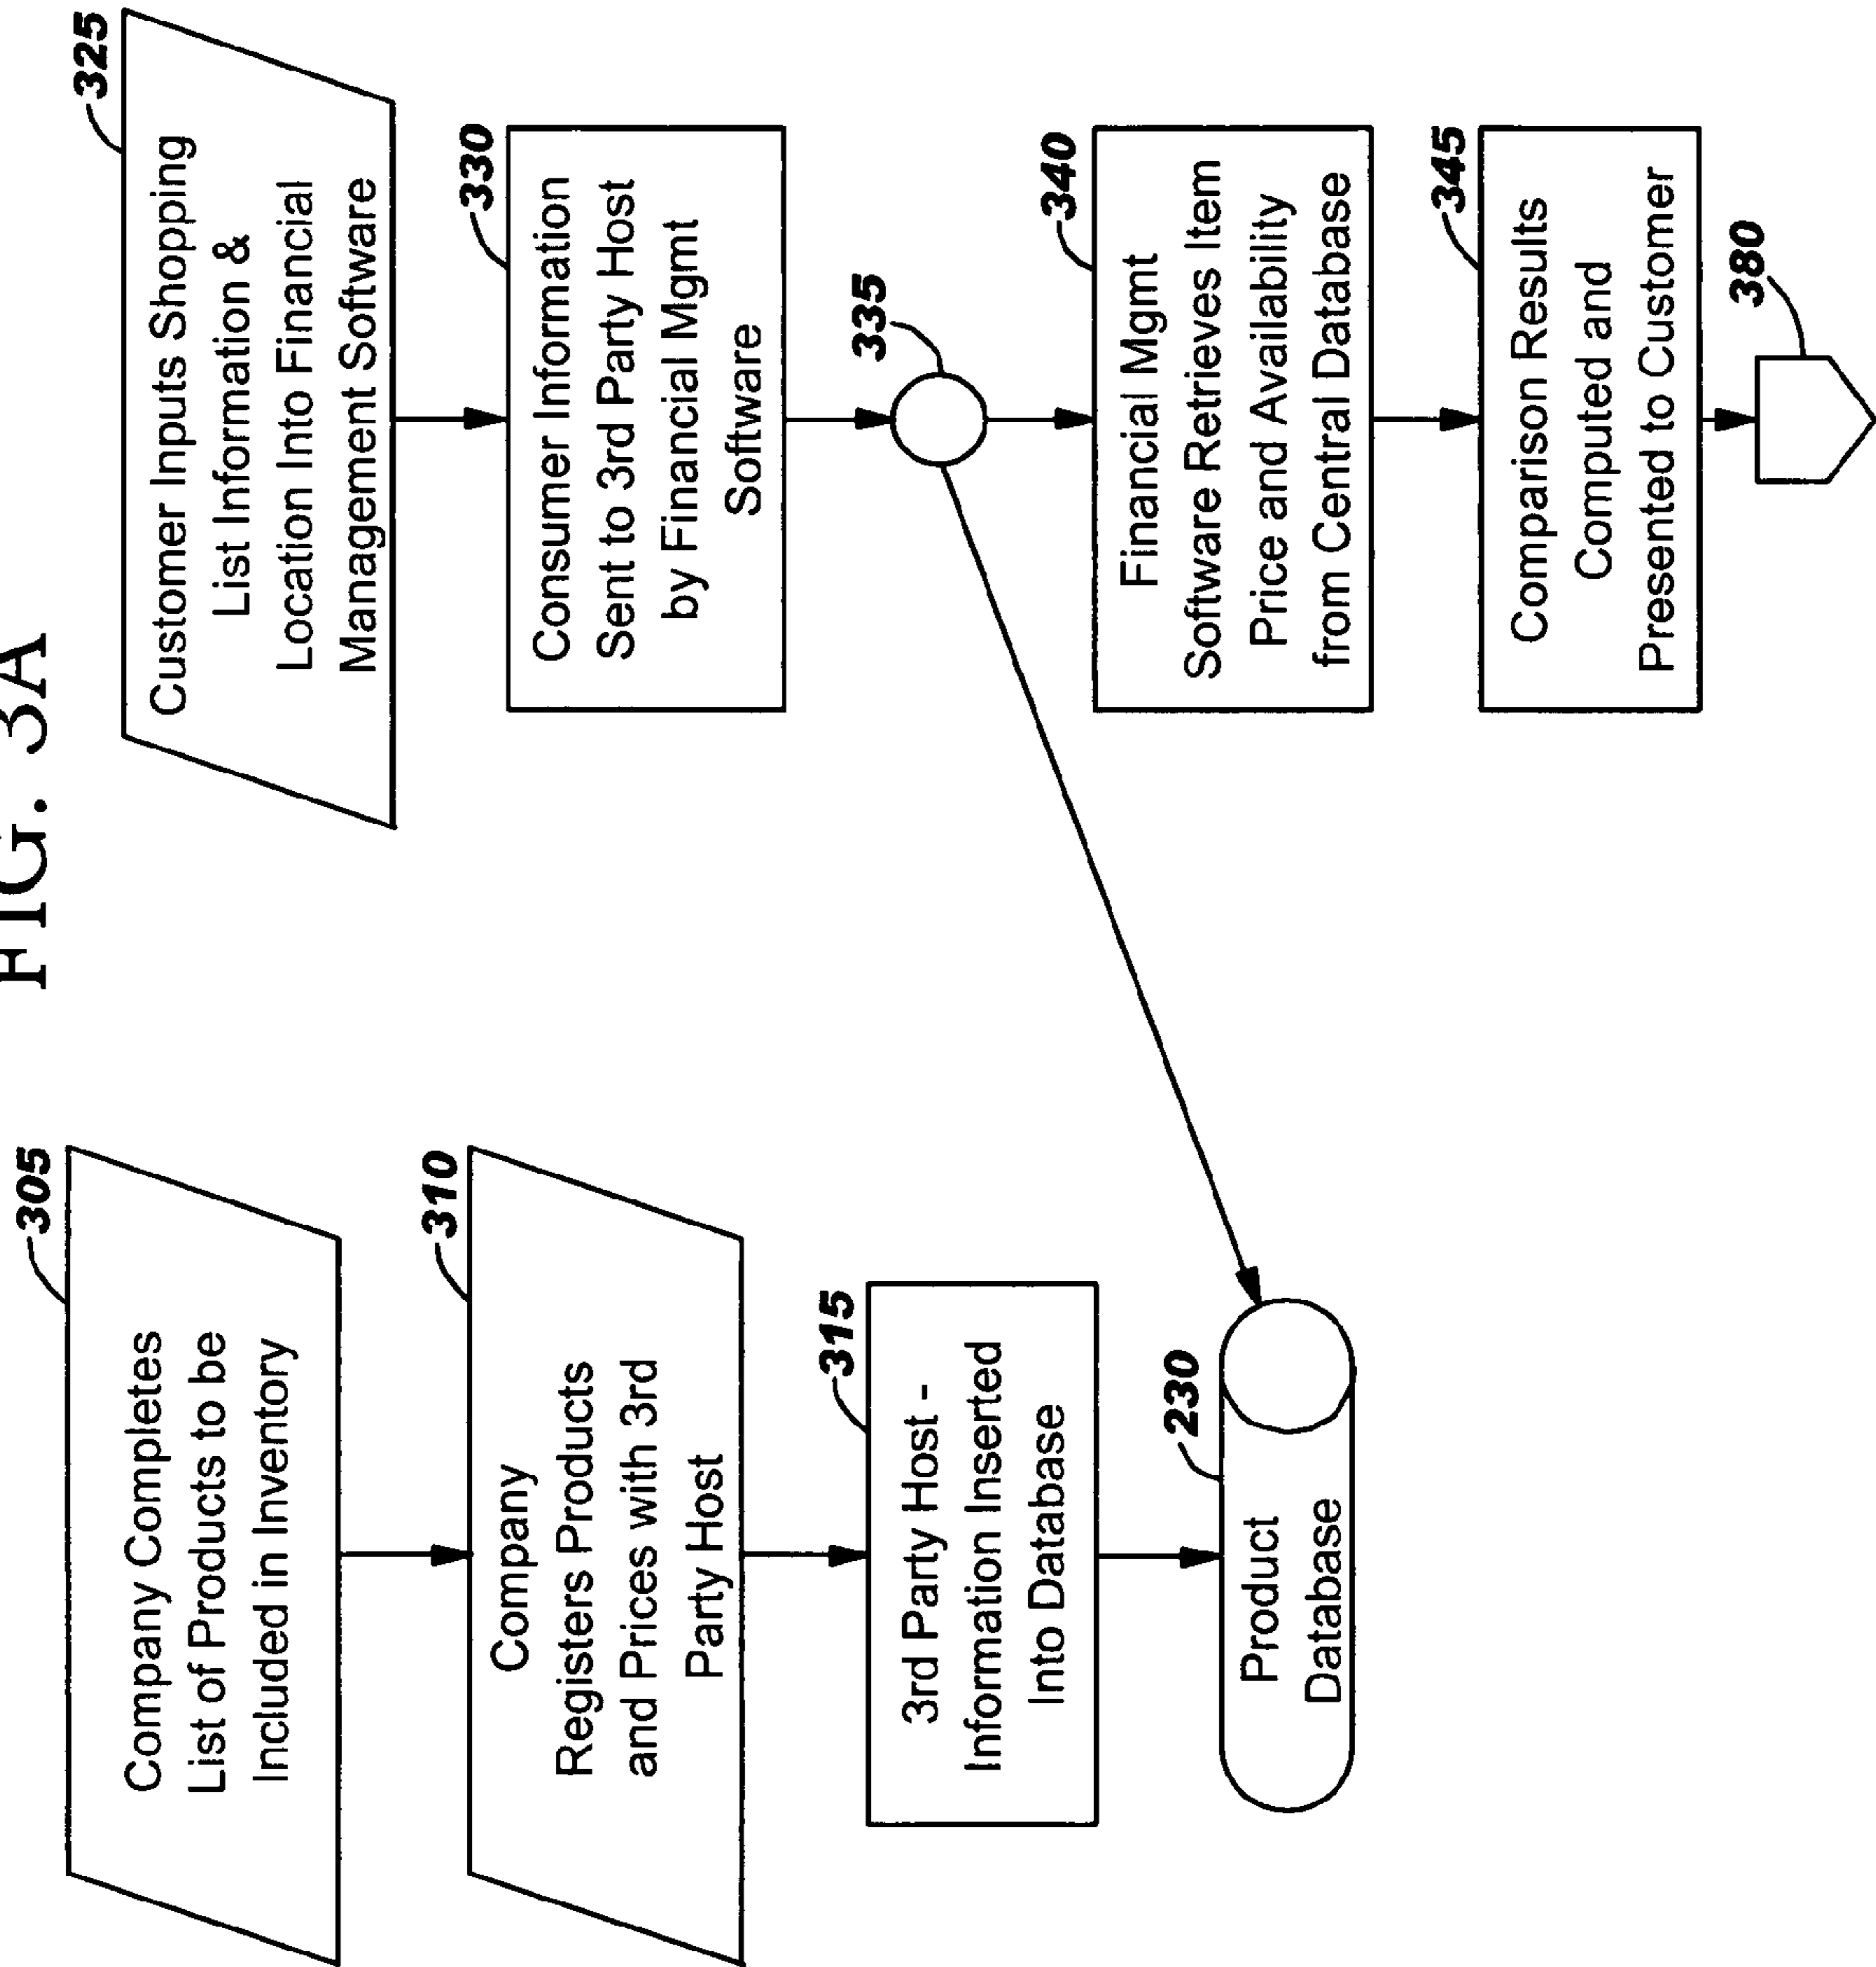 FIG. 3A
305
Company Completes
List of Products to be
Included in Inventory
310
Company
Registers Products
and Prices with 3rd
Party Host
315
3rd Party Host -
Information Inserted
Into Database
230
Product
Database
325
Customer Inputs Shopping
List Information &
Location Into Financial
Management Software
330
Consumer Information
Sent to 3rd Party Host
by Financial Mgmt
Software
335
340
Financial Mgmt
Software Retrieves Item
Price and Availability
from Central Database
345
Comparison Results
Computed and
Presented to Customer
380